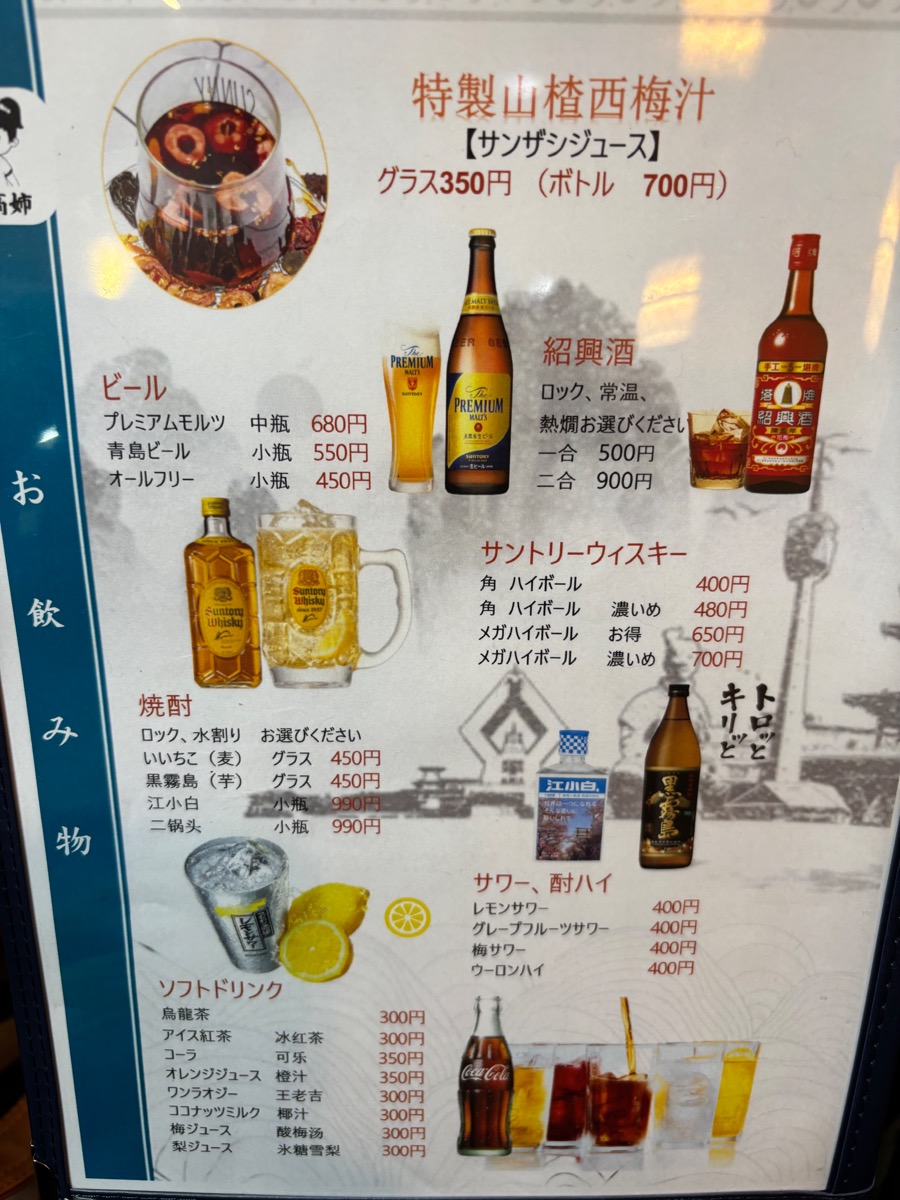 特製山楂西梅汁
【サンザシジュース】
グラス350円 （ボトル 700円）
お飲み物
ビール
プレミアムモルツ 中瓶 680円
青島ビール 小瓶 550円
オールフリー 小瓶 450円
The PREMIUM MALT'S
SUNTORY
The PREMIUM MALT'S
紹興酒
ロック、常温、
熱燗お選びください
一合 500円
二合 900円
塔牌
紹興酒
Suntory Whisky
Suntory Whisky
サントリーウィスキー
角 ハイボール 400円
角 ハイボール 濃いめ 480円
メガハイボール お得 650円
メガハイボール 濃いめ 700円
焼酎
ロック、水割り お選びください
いいちこ（麦） グラス 450円
黒霧島（芋） グラス 450円
江小白 小瓶 990円
二锅头 小瓶 990円
江小白
黒霧島
トロッと
キリッと
サワー、酎ハイ
レモンサワー 400円
グレープフルーツサワー 400円
梅サワー 400円
ウーロンハイ 400円
ソフトドリンク
烏龍茶 300円
アイス紅茶 冰红茶 300円
コーラ 可乐 350円
オレンジジュース 橙汁 350円
ワンラオジー 王老吉 300円
ココナッツミルク 椰汁 300円
梅ジュース 酸梅汤 300円
梨ジュース 氷糖雪梨 300円
Coca-Cola